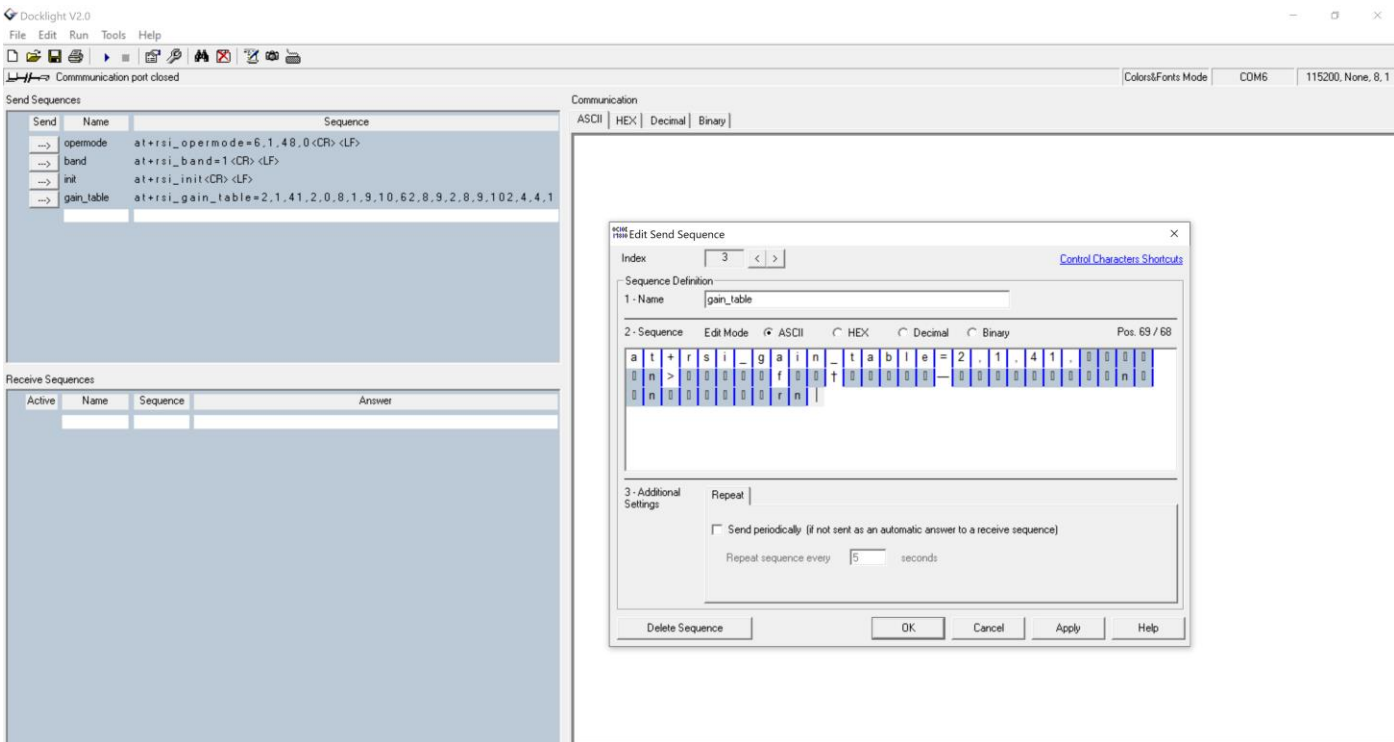 Docklight V2.0
File Edit Run Tools Help
Commmunication port closed
Colors&Fonts Mode COM6 115200, None, 8, 1
Send Sequences
Send Name Sequence
---> opermode at+rsi_opermode=6,1,48,0<CR><LF>
---> band at+rsi_band=1<CR><LF>
---> init at+rsi_init<CR><LF>
---> gain_table at+rsi_gain_table=2,1,41,2,0,8,1,9,10,62,8,9,2,8,9,102,4,4,1
Receive Sequences
Active Name Sequence Answer
Communication
ASCII HEX Decimal Binary
Edit Send Sequence
Index 3 < > Control Characters Shortcuts
Sequence Definition
1 - Name gain_table
2 - Sequence Edit Mode ASCII HEX Decimal Binary Pos. 69 / 68
at+rsi_gain_table=2,1,41,
n > f † — n
n r n
3 - Additional Settings
Repeat
Send periodically (if not sent as an automatic answer to a receive sequence)
Repeat sequence every 5 seconds
Delete Sequence OK Cancel Apply Help